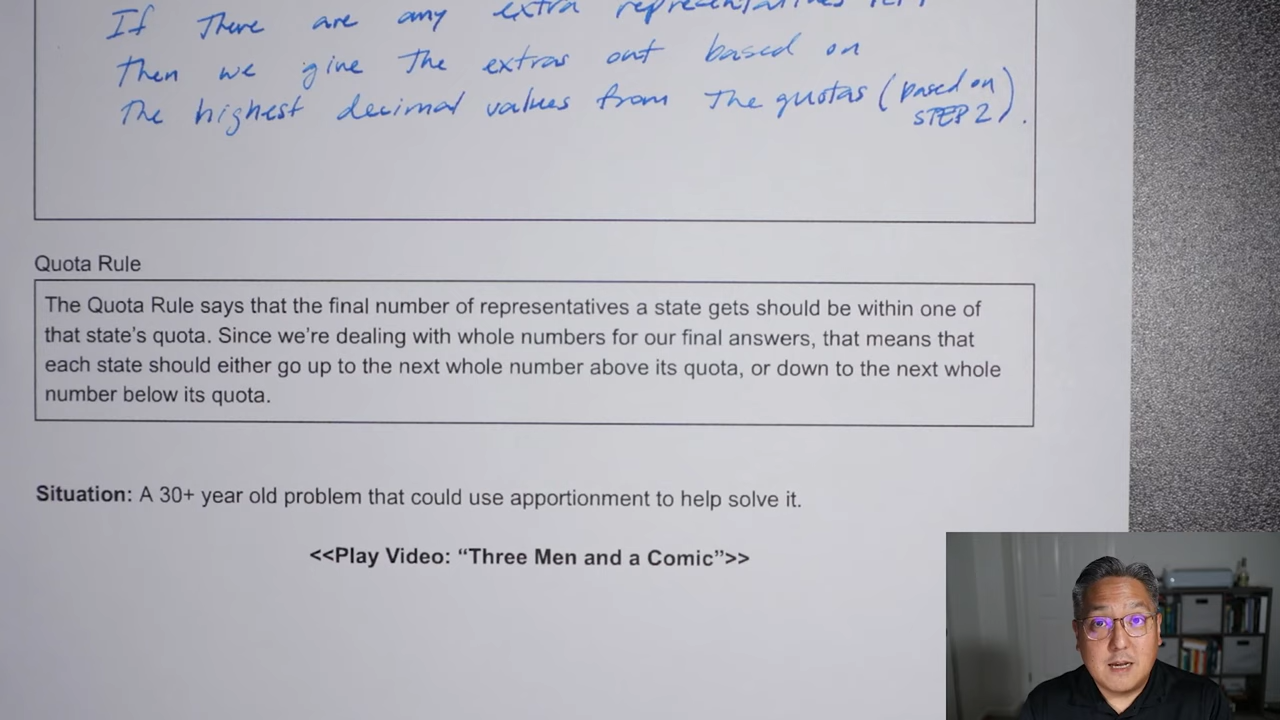 If There are any extra representatives
Then we give The extras out based on
The highest decimal values from The quotas (based on
STEP 2).
Quota Rule
The Quota Rule says that the final number of representatives a state gets should be within one of
that state's quota. Since we're dealing with whole numbers for our final answers, that means that
each state should either go up to the next whole number above its quota, or down to the next whole
number below its quota.
Situation: A 30+ year old problem that could use apportionment to help solve it.
<<Play Video: “Three Men and a Comic”>>